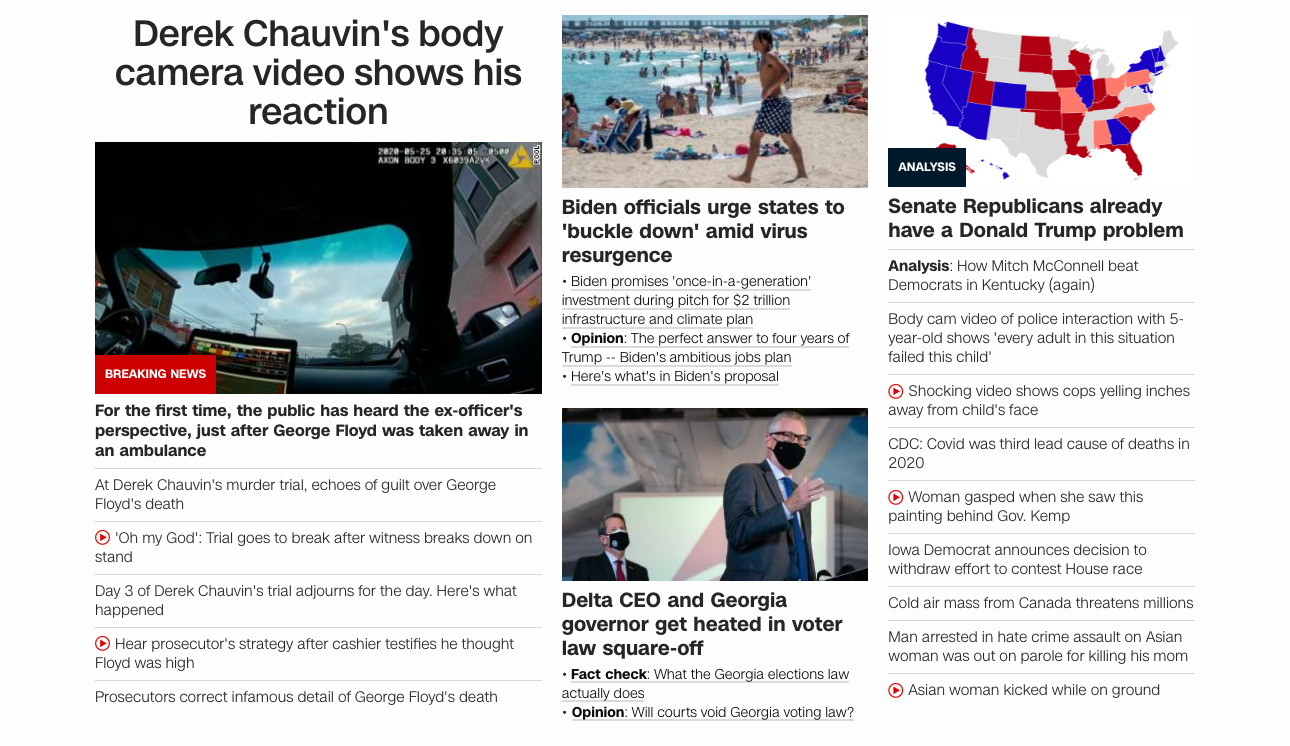 Derek Chauvin's body
camera video shows his
reaction
2020-05-25 20:35:05 -0500
AXON BODY 3 X6039A2VK
POOL
BREAKING NEWS
For the first time, the public has heard the ex-officer's
perspective, just after George Floyd was taken away in
an ambulance
At Derek Chauvin's murder trial, echoes of guilt over George
Floyd's death
'Oh my God': Trial goes to break after witness breaks down on
stand
Day 3 of Derek Chauvin's trial adjourns for the day. Here's what
happened
Hear prosecutor's strategy after cashier testifies he thought
Floyd was high
Prosecutors correct infamous detail of George Floyd's death
Biden officials urge states to
'buckle down' amid virus
resurgence
• Biden promises 'once-in-a-generation'
investment during pitch for $2 trillion
infrastructure and climate plan
• Opinion: The perfect answer to four years of
Trump -- Biden's ambitious jobs plan
• Here's what's in Biden's proposal
Delta CEO and Georgia
governor get heated in voter
law square-off
• Fact check: What the Georgia elections law
actually does
• Opinion: Will courts void Georgia voting law?
ANALYSIS
Senate Republicans already
have a Donald Trump problem
Analysis: How Mitch McConnell beat
Democrats in Kentucky (again)
Body cam video of police interaction with 5-
year-old shows 'every adult in this situation
failed this child'
Shocking video shows cops yelling inches
away from child's face
CDC: Covid was third lead cause of deaths in
2020
Woman gasped when she saw this
painting behind Gov. Kemp
Iowa Democrat announces decision to
withdraw effort to contest House race
Cold air mass from Canada threatens millions
Man arrested in hate crime assault on Asian
woman was out on parole for killing his mom
Asian woman kicked while on ground